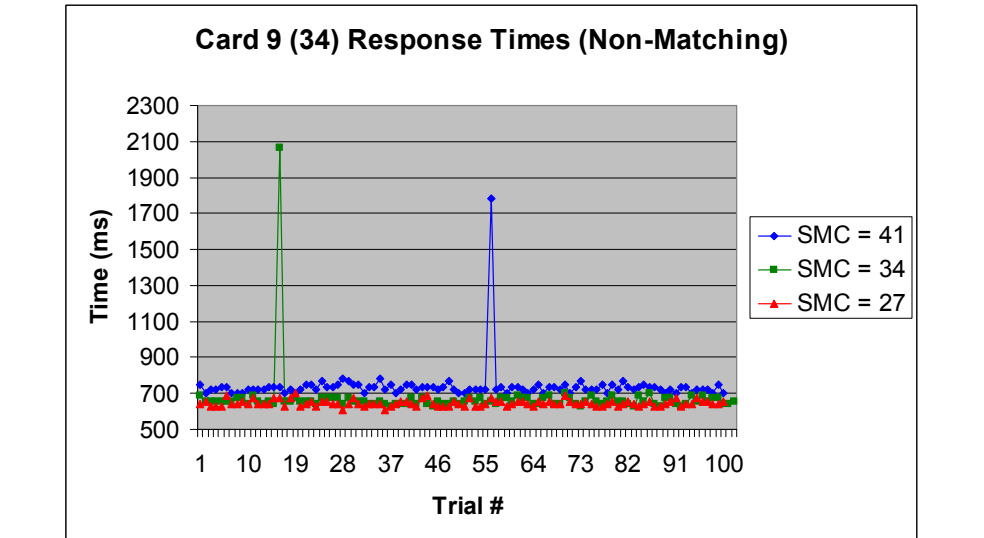 Card 9 (34) Response Times (Non-Matching)
2300
2100
1900
1700
1500
1300
1100
900
700
500
Time (ms)
1 10 19 28 37 46 55 64 73 82 91 100
Trial #
SMC = 41
SMC = 34
SMC = 27